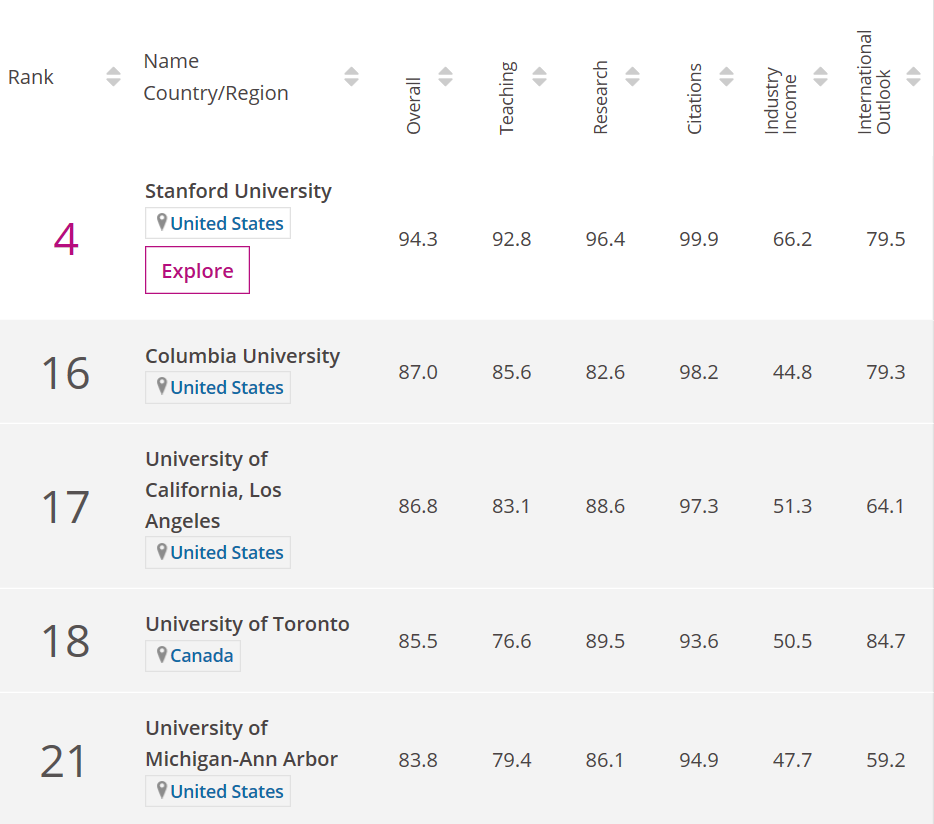 Rank
Name
Country/Region
Overall
Teaching
Research
Citations
Industry
Income
International
Outlook
4
Stanford University
United States
Explore
94.3 92.8 96.4 99.9 66.2 79.5
16
Columbia University
United States
87.0 85.6 82.6 98.2 44.8 79.3
17
University of
California, Los
Angeles
United States
86.8 83.1 88.6 97.3 51.3 64.1
18
University of Toronto
Canada
85.5 76.6 89.5 93.6 50.5 84.7
21
University of
Michigan-Ann Arbor
United States
83.8 79.4 86.1 94.9 47.7 59.2